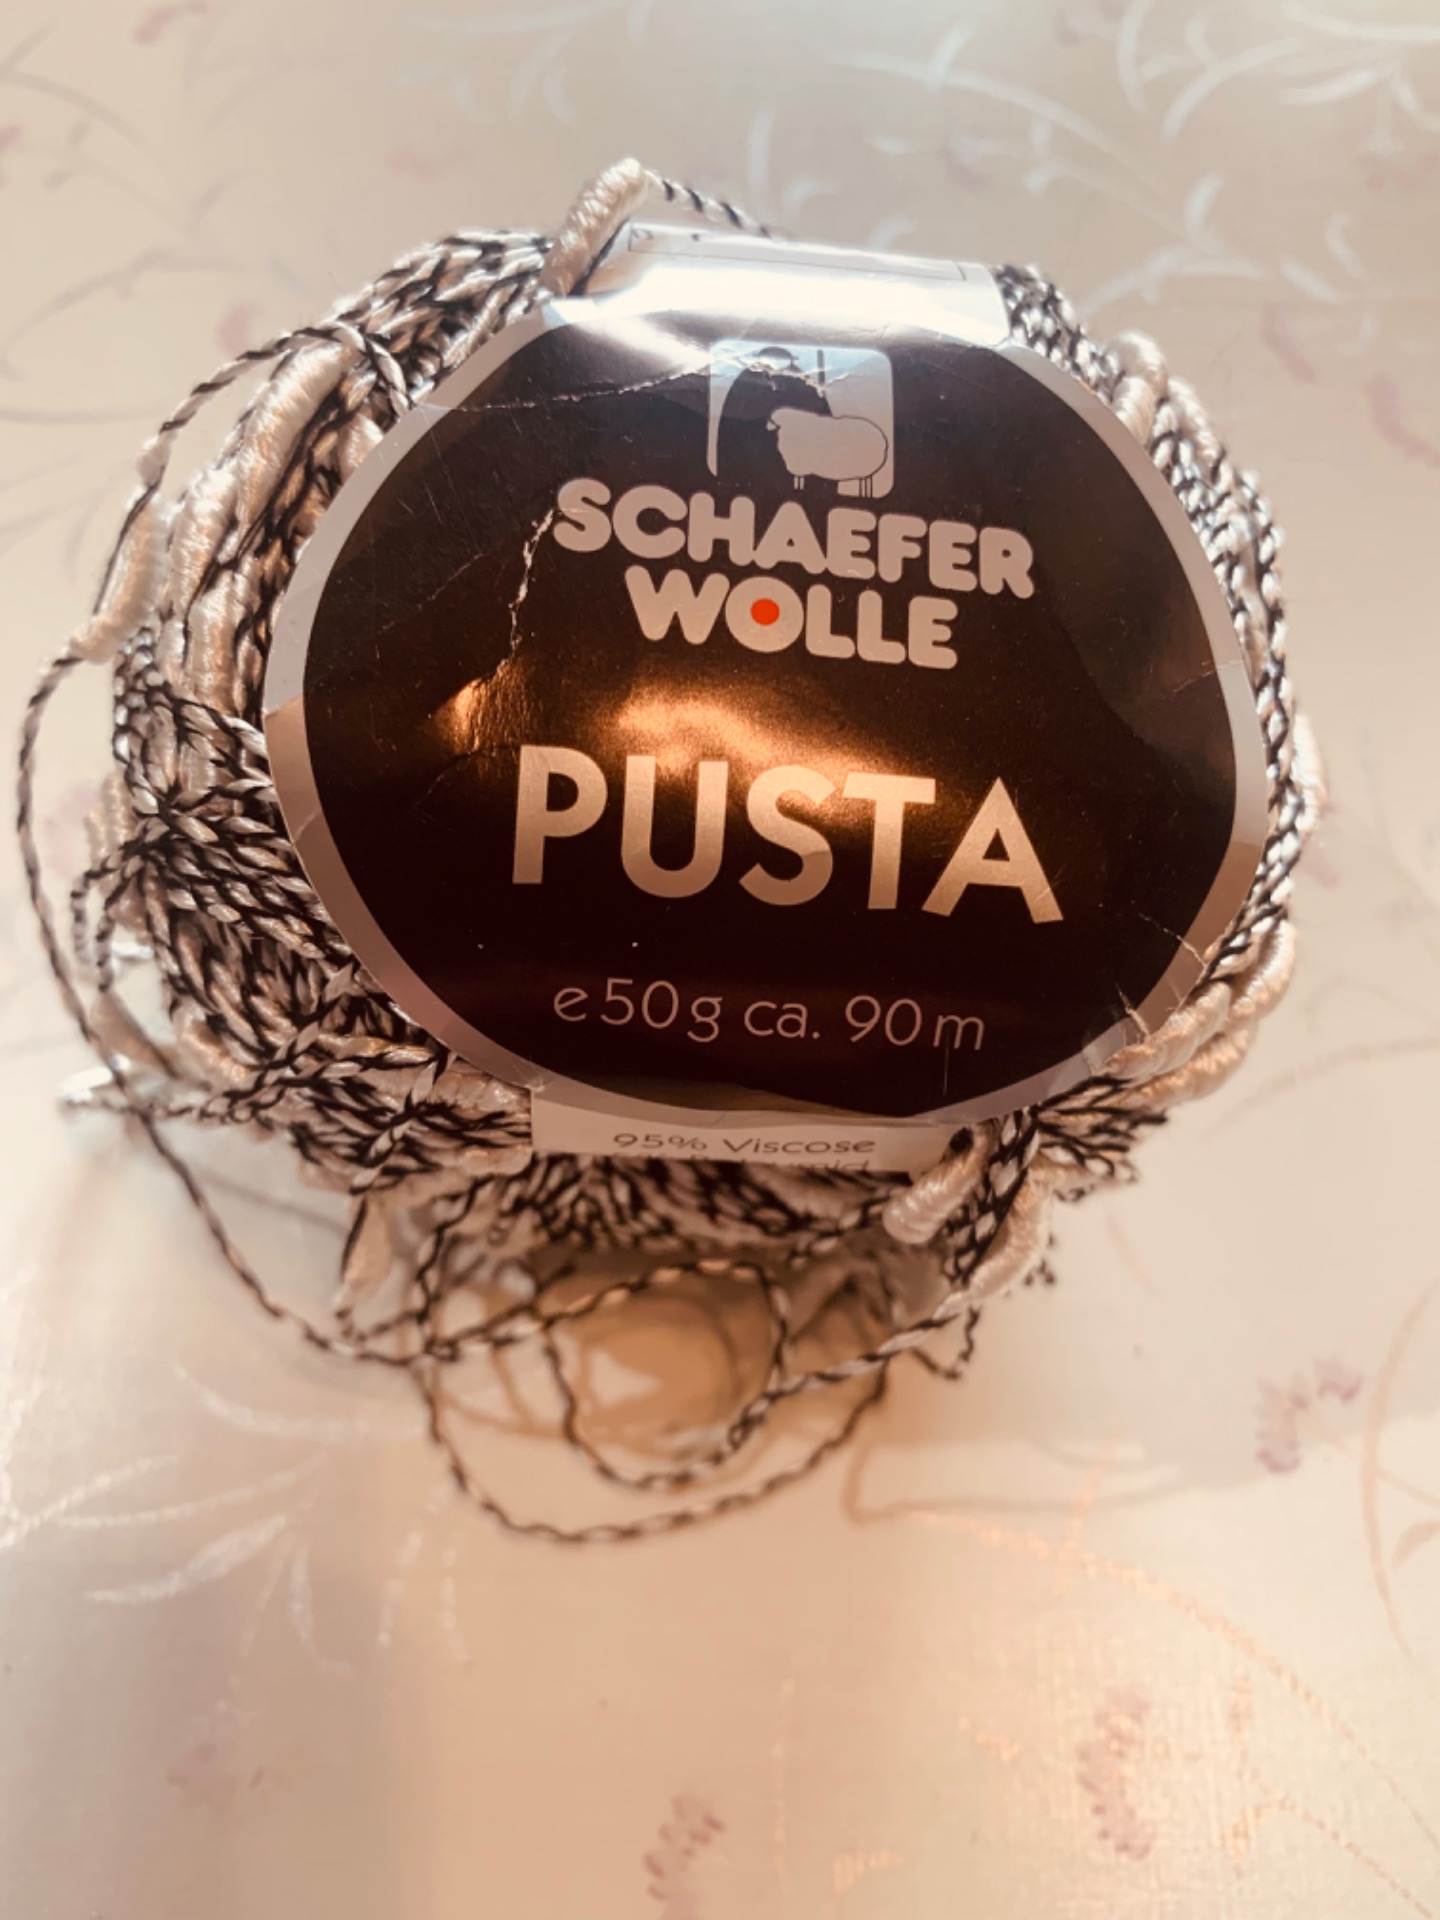 SCHAEFER
WOLLE
PUSTA
e50g ca. 90m
95% Viscose